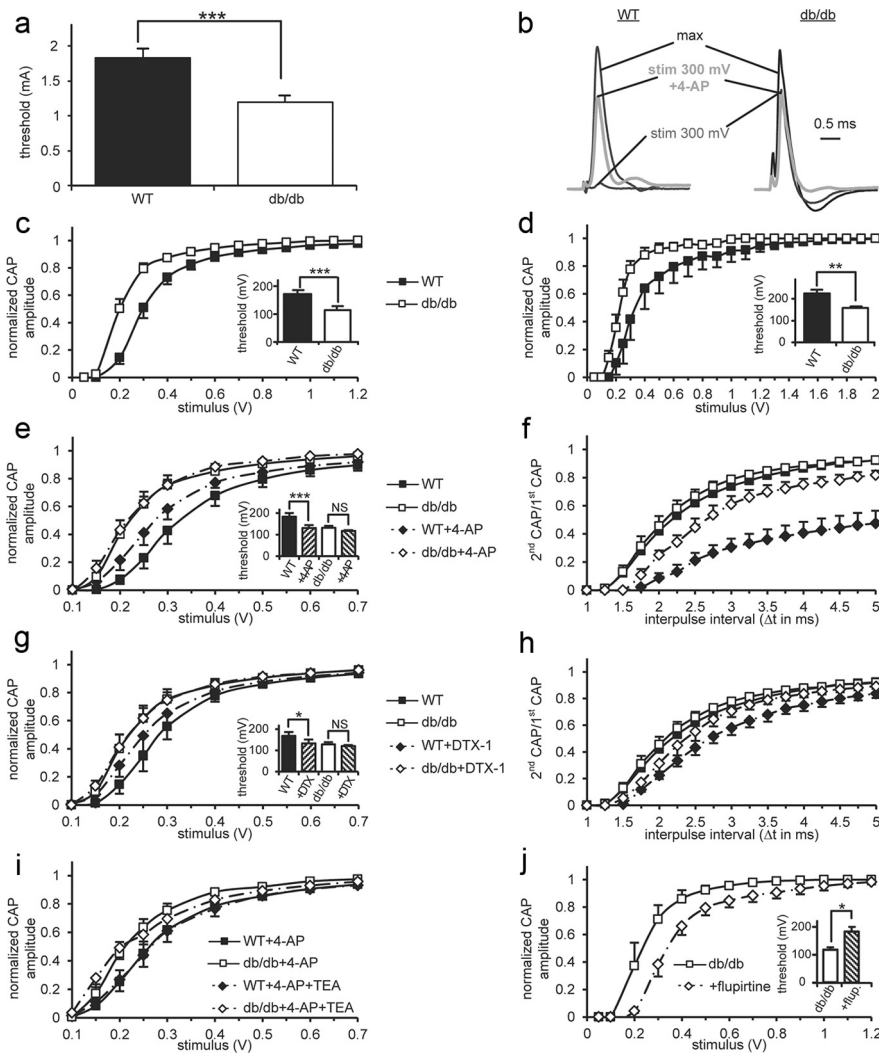 a
***
threshold (mA)
2
1.5
1
0.5
0
WT
db/db
b
WT
db/db
max
stim 300 mV
+4-AP
stim 300 mV
0.5 ms
c
normalized CAP
amplitude
1
0.8
0.6
0.4
0.2
0
0 0.2 0.4 0.6 0.8 1.0 1.2
stimulus (V)
***
threshold (mV)
200
100
0
WT
db/db
WT
db/db
d
normalized CAP
amplitude
1
0.8
0.6
0.4
0.2
0
0 0.2 0.4 0.6 0.8 1 1.2 1.4 1.6 1.8 2
stimulus (V)
**
threshold (mV)
200
100
0
WT
db/db
e
normalized CAP
amplitude
1
0.8
0.6
0.4
0.2
0
0.1 0.2 0.3 0.4 0.5 0.6 0.7
stimulus (V)
*** NS
threshold (mV)
200
100
0
WT
+4-AP
db/db
+4-AP
WT
db/db
WT+4-AP
db/db+4-AP
f
2nd CAP/1st CAP
1
0.8
0.6
0.4
0.2
0
1 1.5 2 2.5 3 3.5 4 4.5 5
interpulse interval (Δt in ms)
g
normalized CAP
amplitude
1
0.8
0.6
0.4
0.2
0
0.1 0.2 0.3 0.4 0.5 0.6 0.7
stimulus (V)
* NS
threshold (mV)
200
100
0
WT
+DTX
db/db
+DTX
WT
db/db
WT+DTX-1
db/db+DTX-1
h
2nd CAP/1st CAP
1
0.8
0.6
0.4
0.2
0
1 1.5 2 2.5 3 3.5 4 4.5 5
interpulse interval (Δt in ms)
i
normalized CAP
amplitude
1
0.8
0.6
0.4
0.2
0
0.1 0.2 0.3 0.4 0.5 0.6 0.7
stimulus (V)
WT+4-AP
db/db+4-AP
WT+4-AP+TEA
db/db+4-AP+TEA
j
normalized CAP
amplitude
1
0.8
0.6
0.4
0.2
0
0 0.2 0.4 0.6 0.8 1 1.2
stimulus (V)
db/db
+flupirtine
*
threshold (mV)
200
100
0
db/db
+flup.